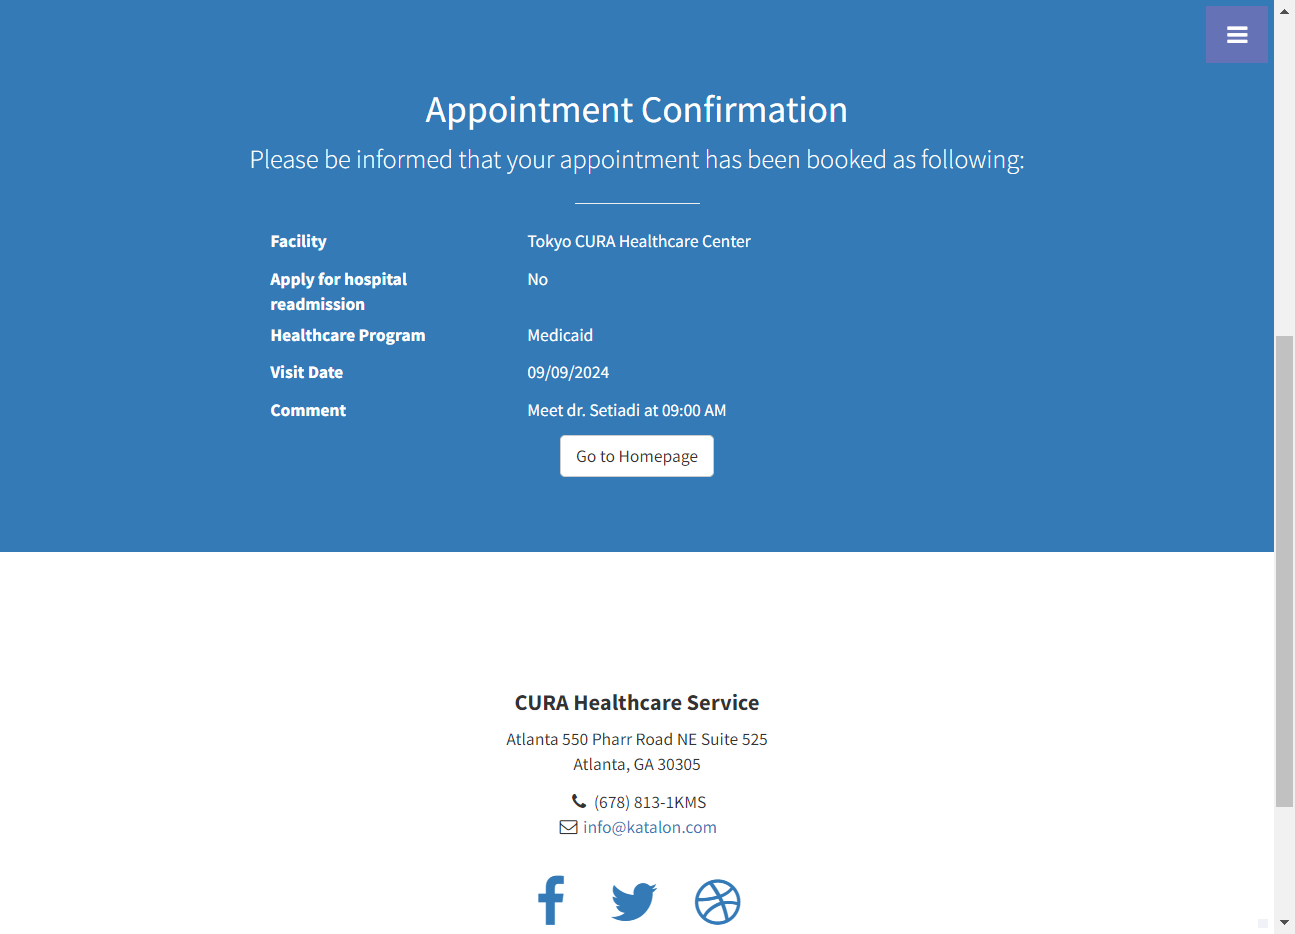 Appointment Confirmation
Please be informed that your appointment has been booked as following:
Facility Tokyo CURA Healthcare Center
Apply for hospital No
readmission
Healthcare Program Medicaid
Visit Date 09/09/2024
Comment Meet dr. Setiadi at 09:00 AM
Go to Homepage
CURA Healthcare Service
Atlanta 550 Pharr Road NE Suite 525
Atlanta, GA 30305
(678) 813-1KMS
info@katalon.com